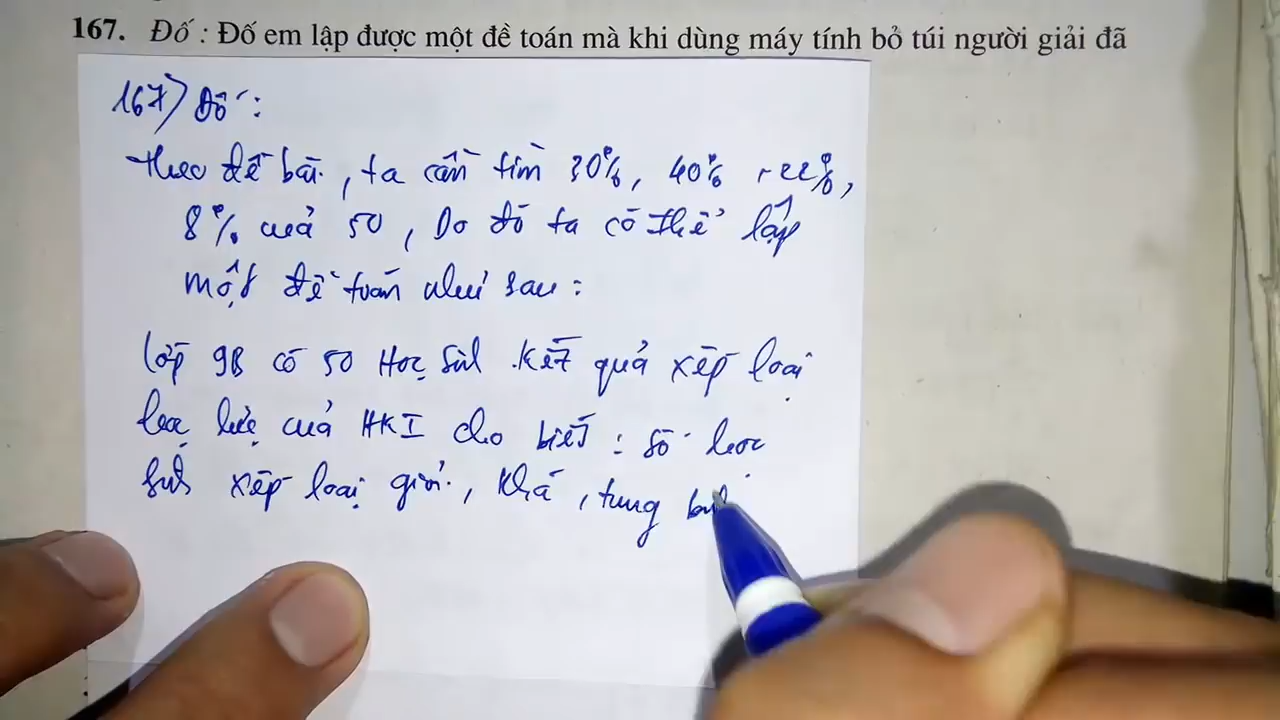 167. Đố : Đố em lập được một đề toán mà khi dùng máy tính bỏ túi người giải đã
167) Đố :
theo đề bài, ta cần tìm 30%, 40%, 22%,
8% của 50, Do đó ta có thể lập
một đề toán như sau :
lớp 9B có 50 Học sinh. Kết quả xếp loại
học lực của HKI cho biết : số học
sinh xếp loại giỏi, khá, trung